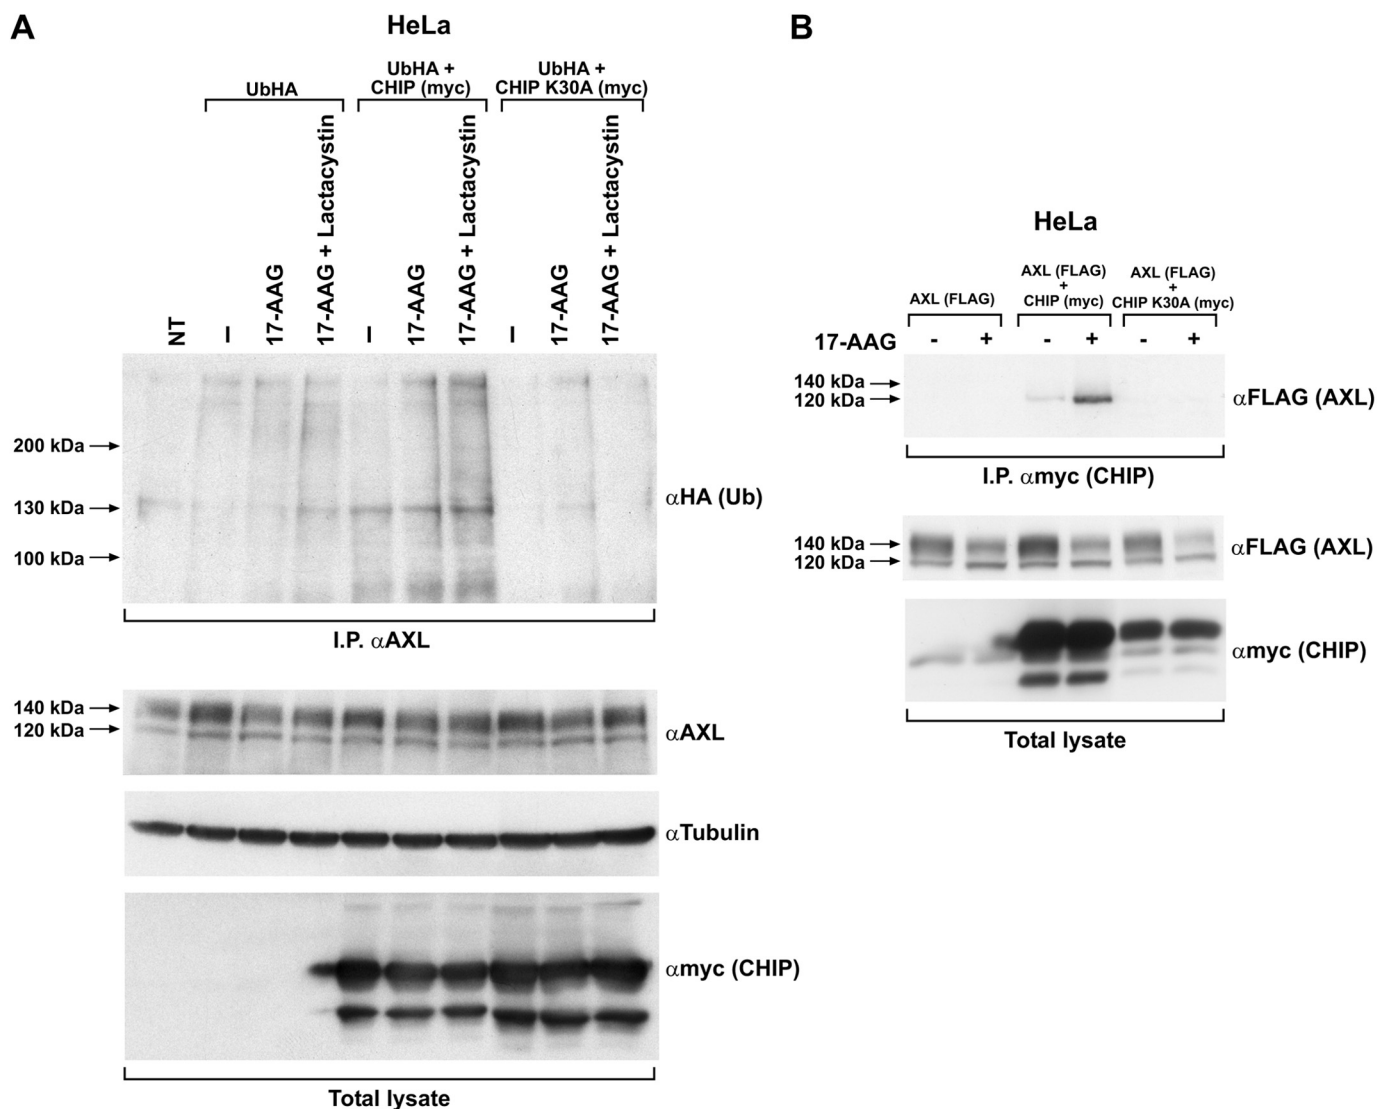 A
HeLa
UbHA
UbHA +
CHIP (myc)
UbHA +
CHIP K30A (myc)
NT
–
17-AAG
17-AAG + Lactacystin
–
17-AAG
17-AAG + Lactacystin
–
17-AAG
17-AAG + Lactacystin
200 kDa
130 kDa
100 kDa
αHA (Ub)
I.P. αAXL
140 kDa
120 kDa
αAXL
αTubulin
αmyc (CHIP)
Total lysate
B
HeLa
AXL (FLAG)
AXL (FLAG)
+
CHIP (myc)
AXL (FLAG)
+
CHIP K30A (myc)
17-AAG - + - + - +
140 kDa
120 kDa
αFLAG (AXL)
I.P. αmyc (CHIP)
140 kDa
120 kDa
αFLAG (AXL)
αmyc (CHIP)
Total lysate